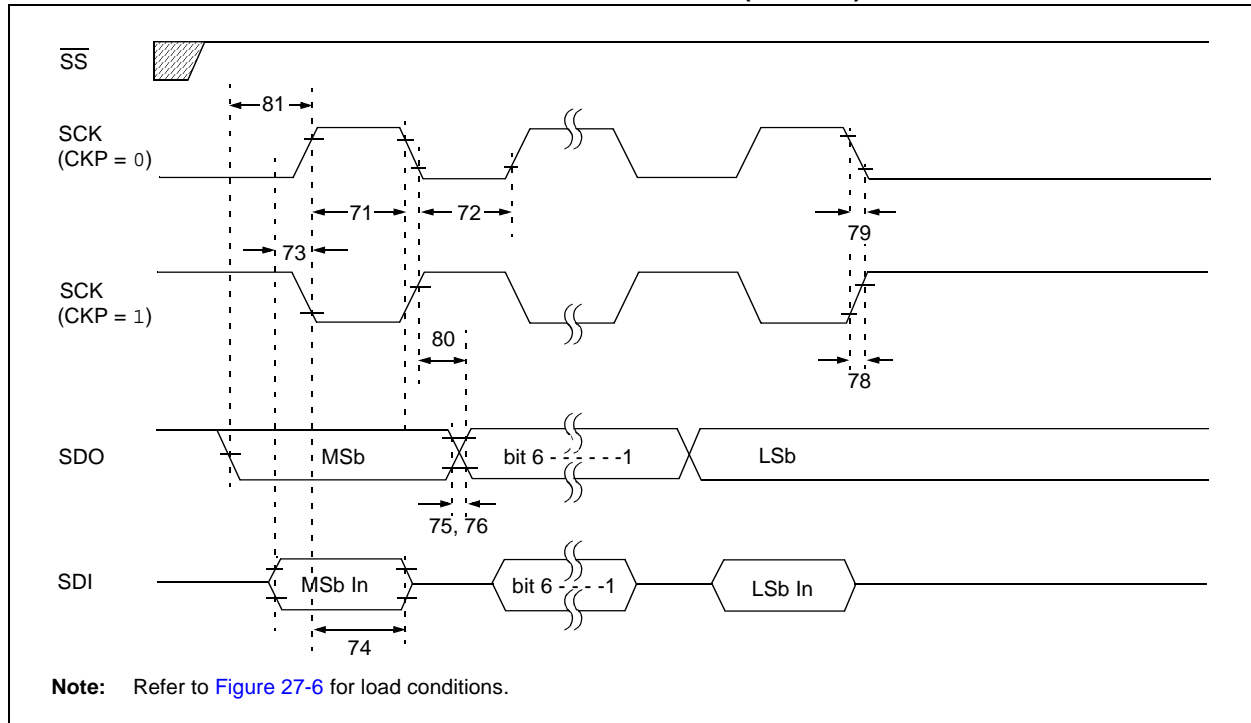 SS
81
SCK
(CKP = 0)
71
72
79
73
SCK
(CKP = 1)
80
78
SDO
MSb
bit 6 - - - - - - -1
LSb
75, 76
SDI
MSb In
bit 6 - - - - -1
LSb In
74
Note: Refer to Figure 27-6 for load conditions.